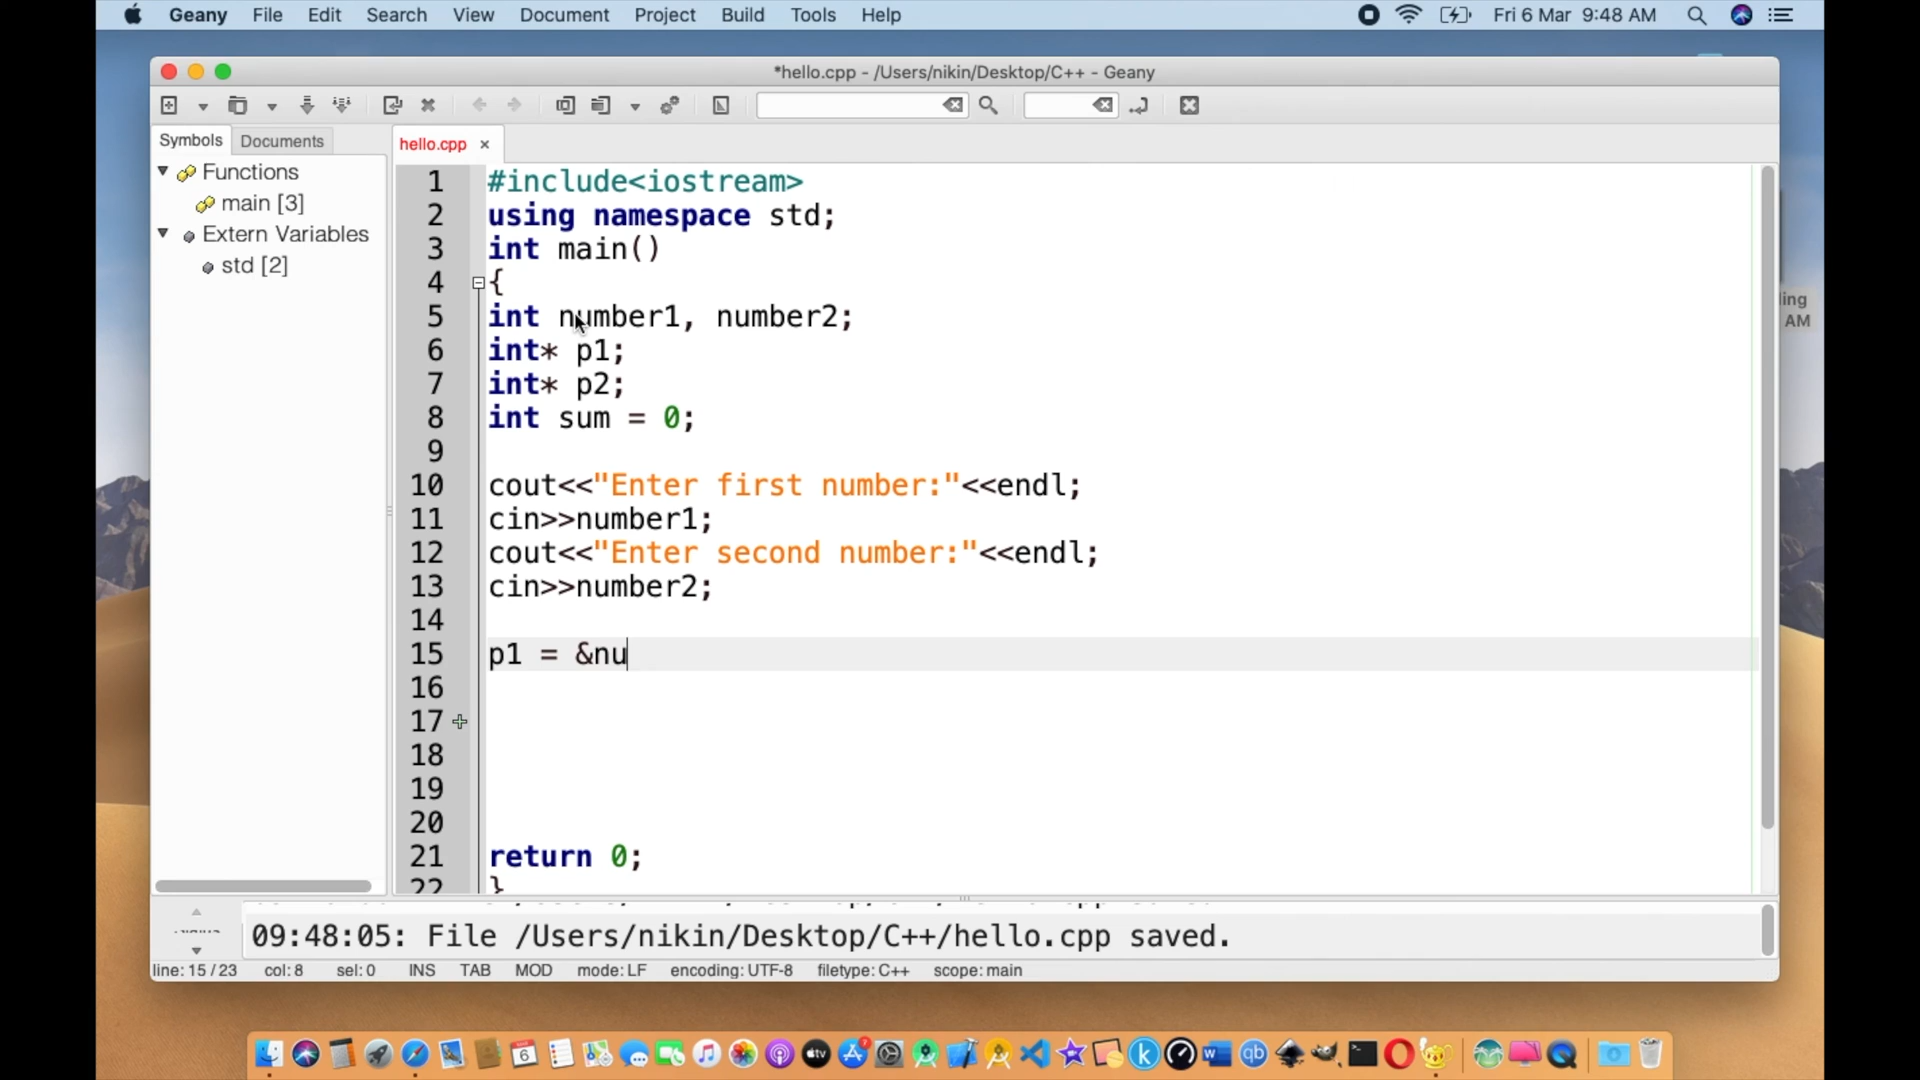 Geany File Edit Search View Document Project Build Tools Help Fri 6 Mar 9:48 AM
*hello.cpp - /Users/nikin/Desktop/C++ - Geany
Symbols Documents hello.cpp
Functions
main [3]
Extern Variables
std [2]
1 #include<iostream>
2 using namespace std;
3 int main()
4 {
5 int number1, number2;
6 int* p1;
7 int* p2;
8 int sum = 0;
9
10 cout<<"Enter first number:"<<endl;
11 cin>>number1;
12 cout<<"Enter second number:"<<endl;
13 cin>>number2;
14
15 p1 = &nu
16
17
18
19
20
21 return 0;
22 }
ing
AM
09:48:05: File /Users/nikin/Desktop/C++/hello.cpp saved.
line: 15 / 23 col: 8 sel: 0 INS TAB MOD mode: LF encoding: UTF-8 filetype: C++ scope: main